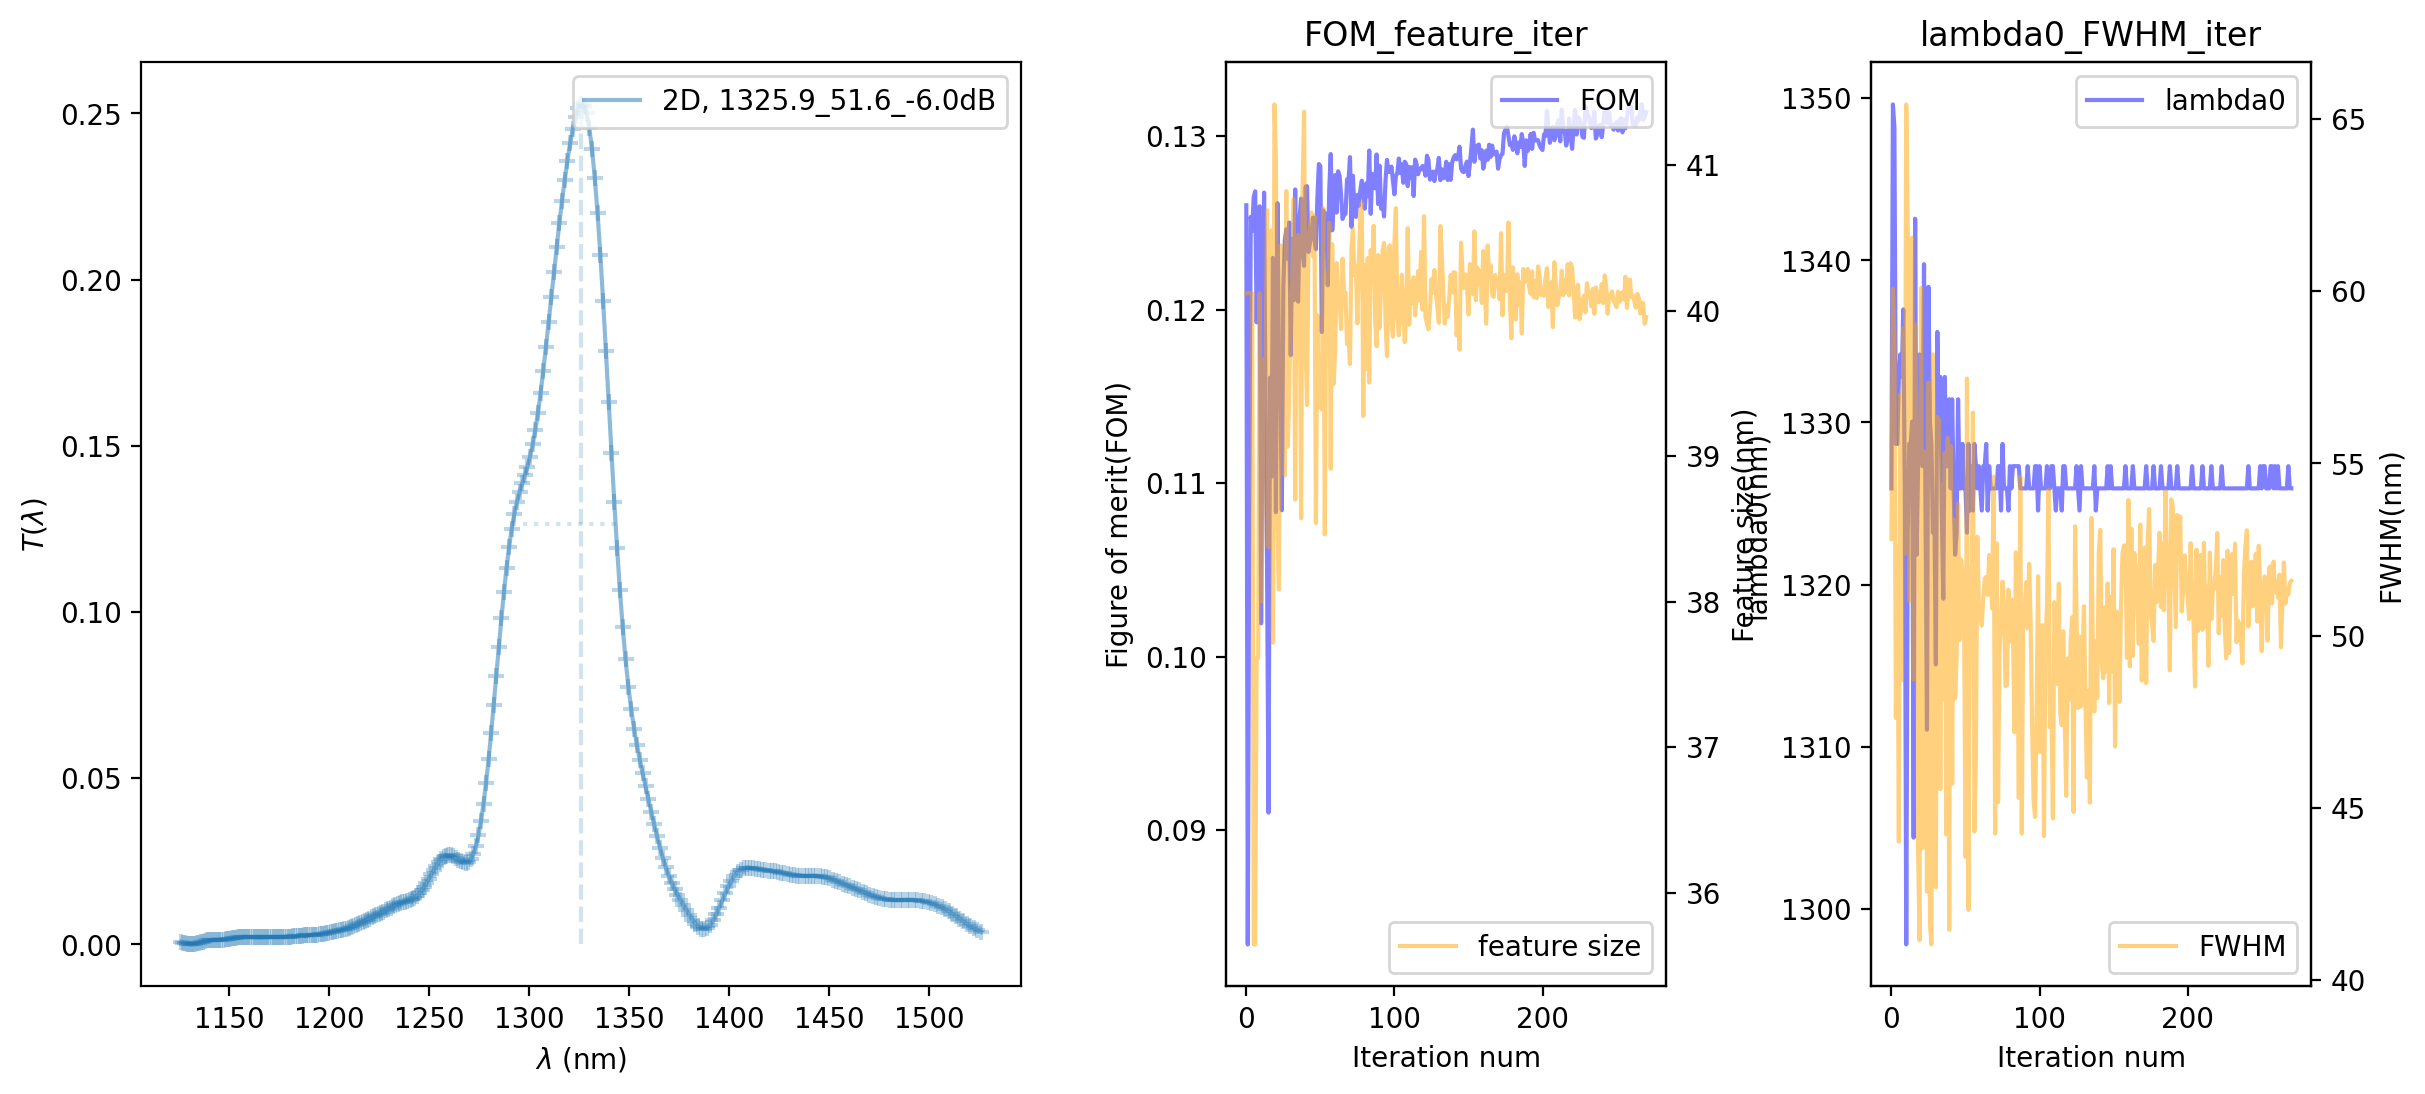 2D, 1325.9_51.6_-6.0dB
0.25
0.20
0.15
0.10
0.05
0.00
T(λ)
1150 1200 1250 1300 1350 1400 1450 1500
λ (nm)
FOM_feature_iter
FOM
0.13
0.12
0.11
0.10
0.09
Figure of merit(FOM)
41
40
39
38
37
36
Feature size(nm)
feature size
0 100 200
Iteration num
lambda0_FWHM_iter
lambda0
1350
1340
1330
1320
1310
1300
lambda0(nm)
65
60
55
50
45
40
FWHM(nm)
FWHM
0 100 200
Iteration num